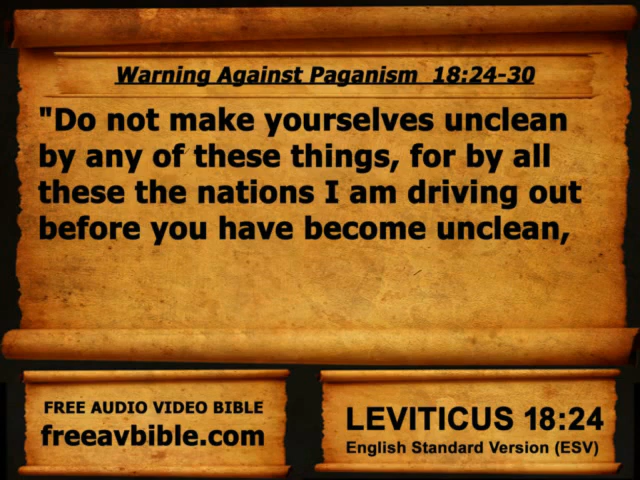 Warning Against Paganism 18:24-30
"Do not make yourselves unclean
by any of these things, for by all
these the nations I am driving out
before you have become unclean,
FREE AUDIO VIDEO BIBLE
freeavbible.com
LEVITICUS 18:24
English Standard Version (ESV)